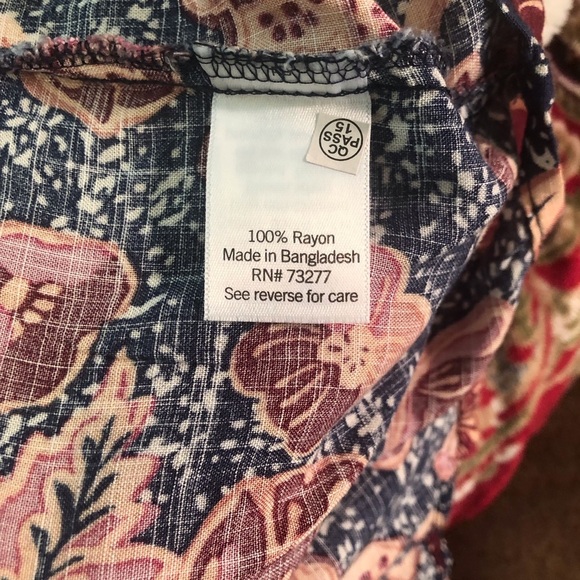 QC
PASS
15
100% Rayon
Made in Bangladesh
RN# 73277
See reverse for care